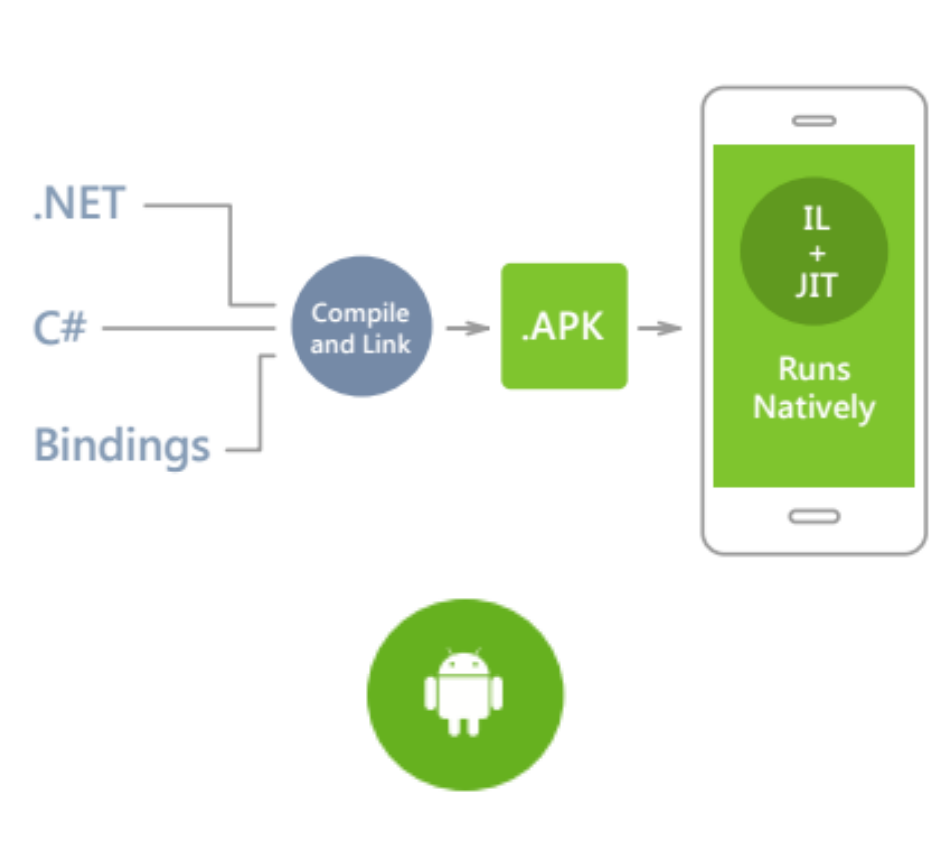 .NET
C#
Bindings
Compile
and Link
.APK
IL
+
JIT
Runs
Natively